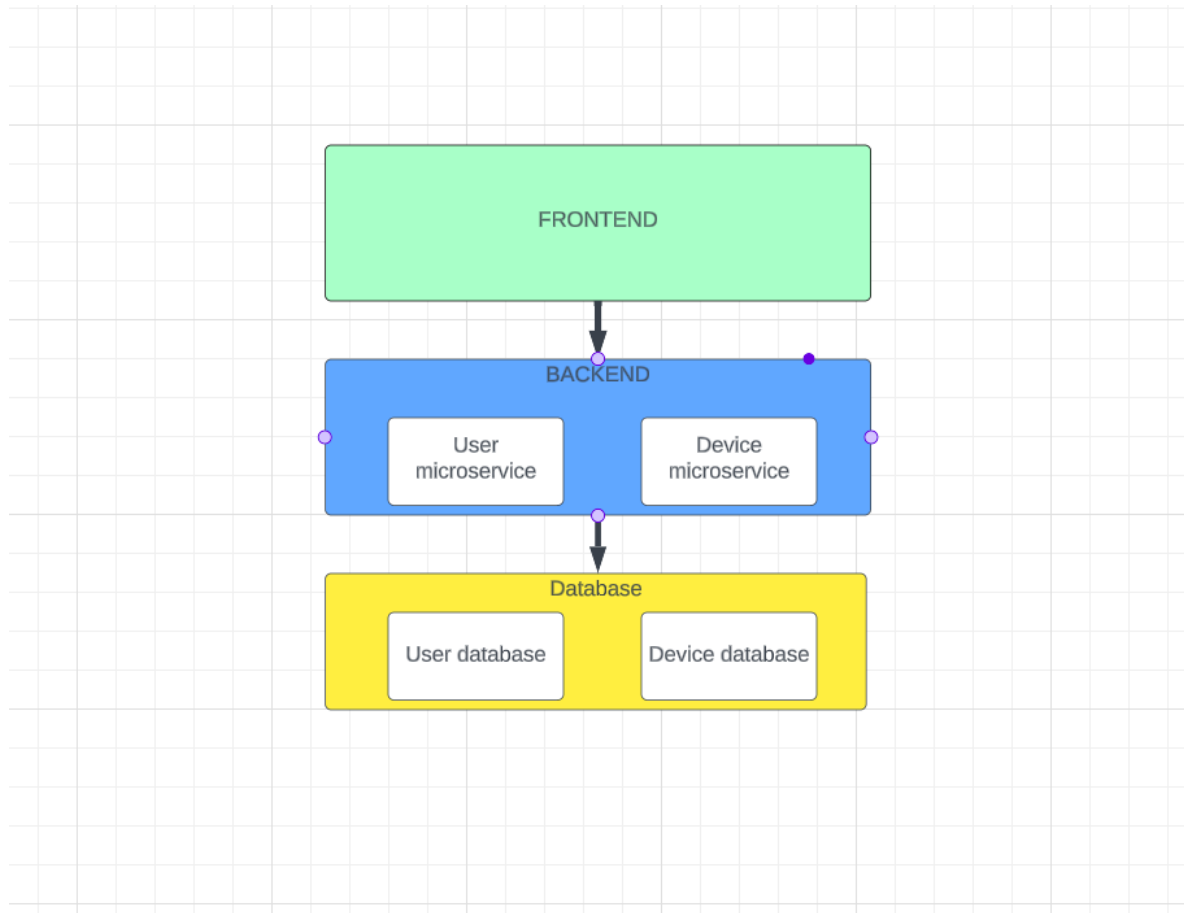 FRONTEND
BACKEND
User
microservice
Device
microservice
Database
User database
Device database